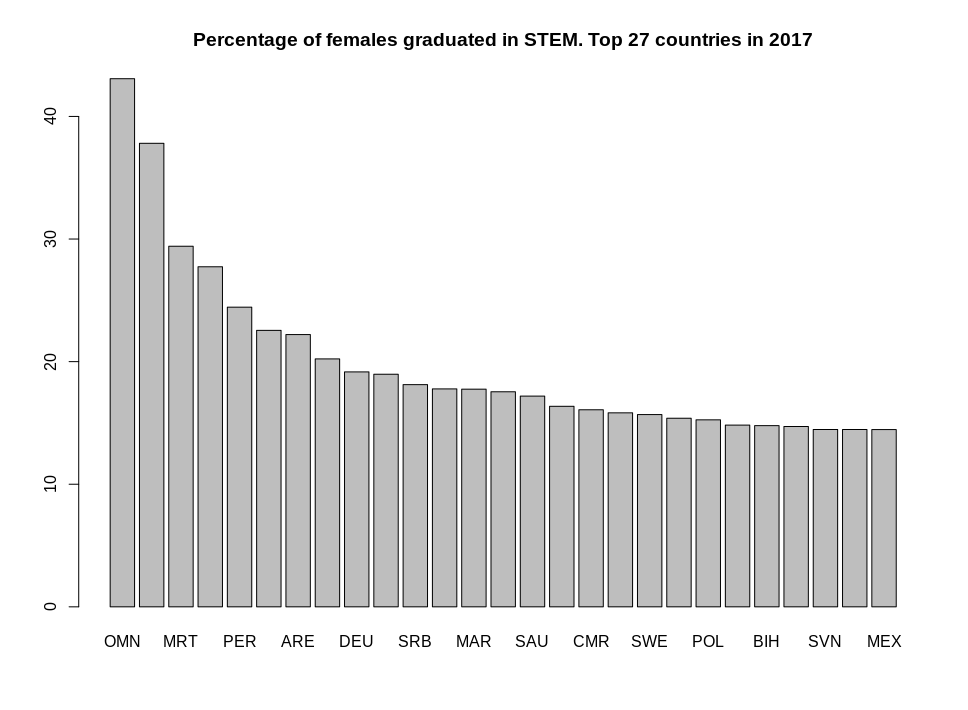 Percentage of females graduated in STEM. Top 27 countries in 2017
40
30
20
10
0
OMN MRT PER ARE DEU SRB MAR SAU CMR SWE POL BIH SVN MEX